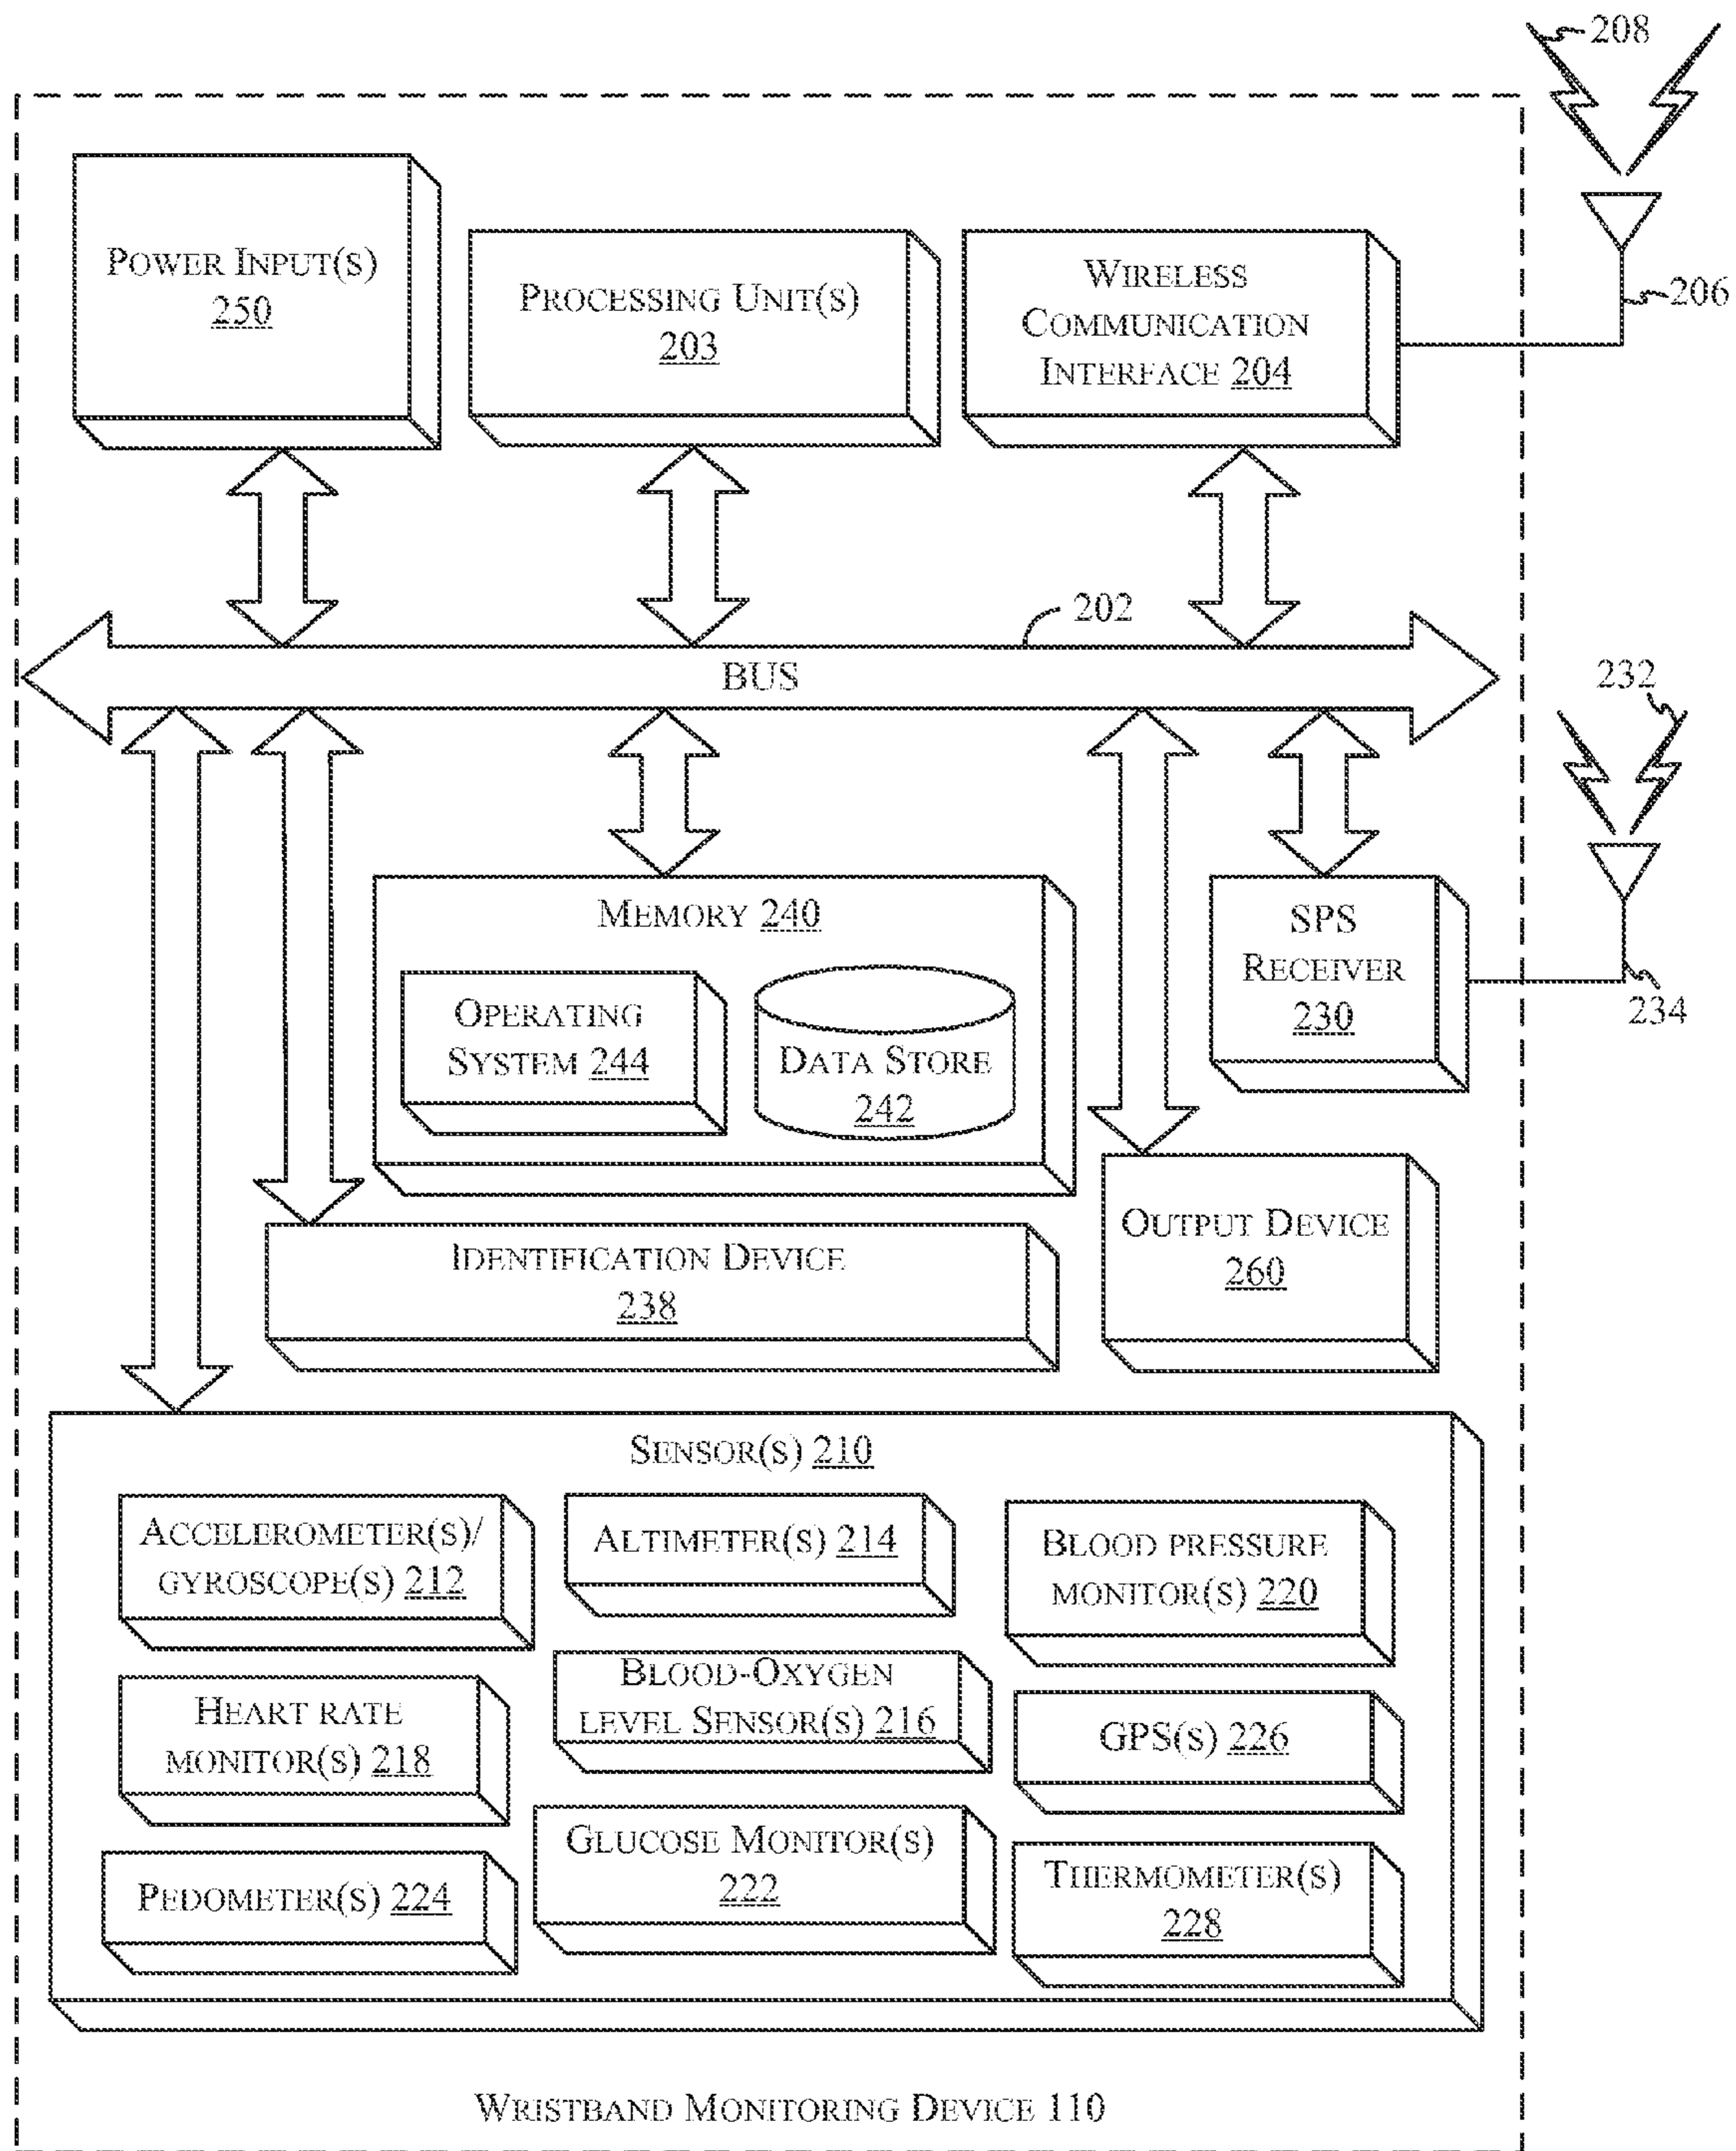 208
206
POWER INPUT(S)
250
PROCESSING UNIT(S)
203
WIRELESS
COMMUNICATION
INTERFACE 204
202
BUS
232
234
MEMORY 240
OPERATING
SYSTEM 244
DATA STORE
242
SPS
RECEIVER
230
OUTPUT DEVICE
260
IDENTIFICATION DEVICE
238
SENSOR(S) 210
ACCELEROMETER(S)/
GYROSCOPE(S) 212
ALTIMETER(S) 214
BLOOD PRESSURE
MONITOR(S) 220
HEART RATE
MONITOR(S) 218
BLOOD-OXYGEN
LEVEL SENSOR(S) 216
GPS(S) 226
PEDOMETER(S) 224
GLUCOSE MONITOR(S)
222
THERMOMETER(S)
228
WRISTBAND MONITORING DEVICE 110